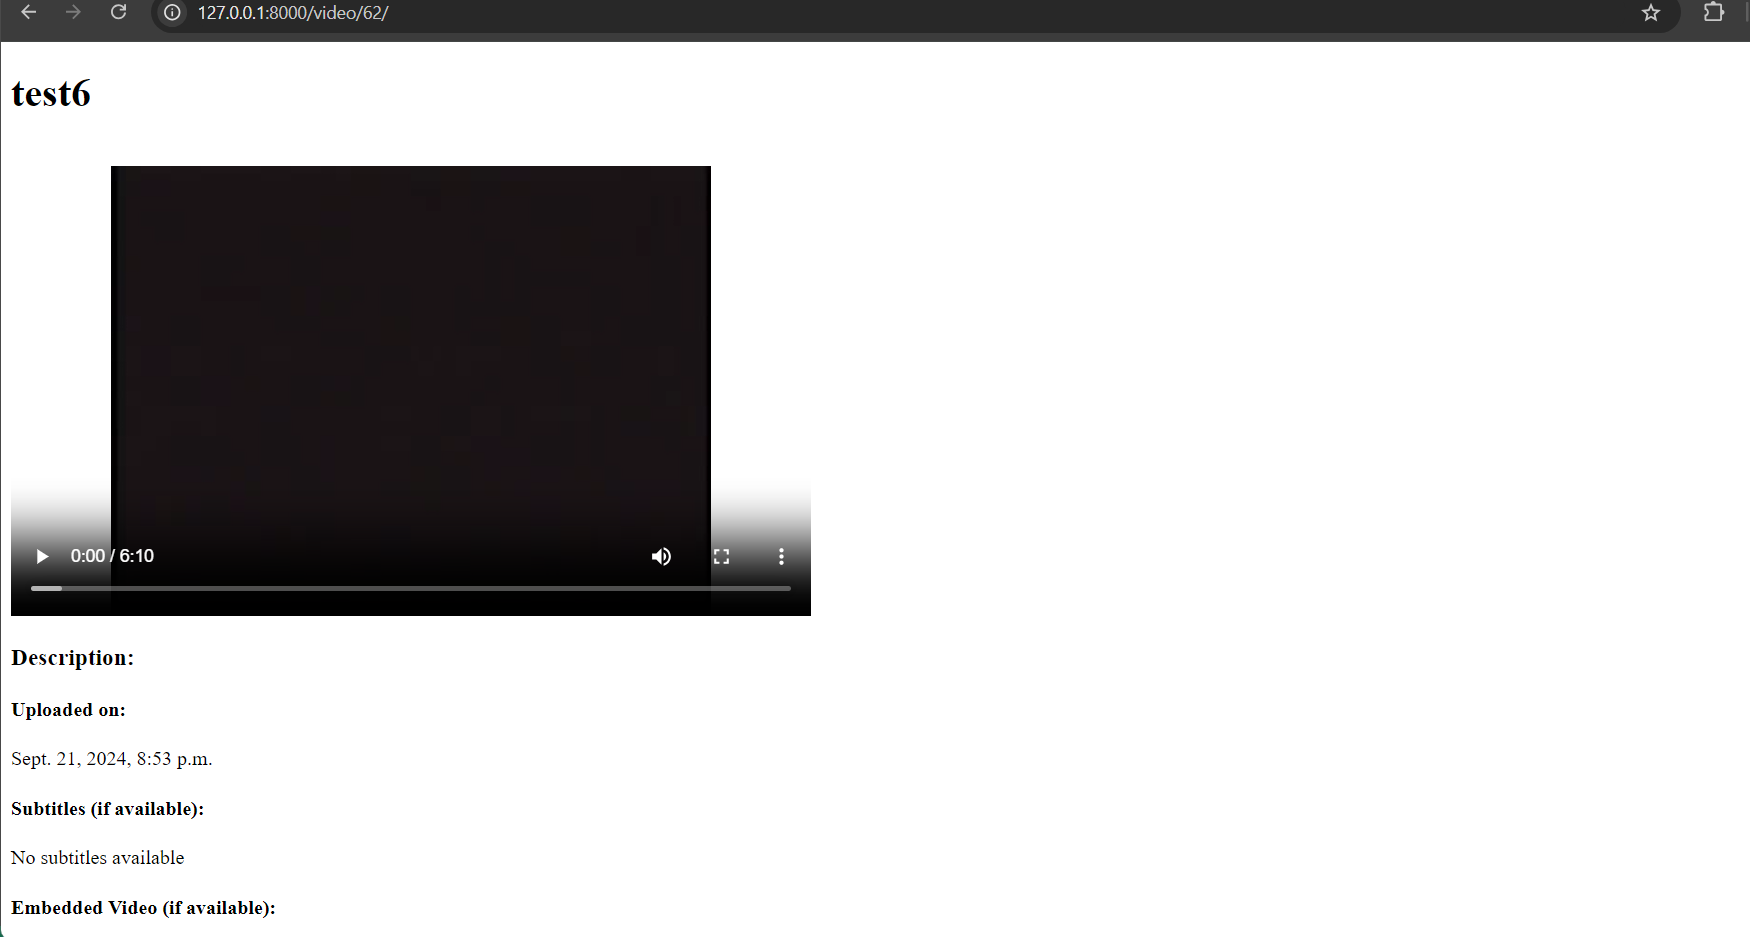 127.0.0.1:8000/video/62/
test6
0:00 / 6:10
Description:
Uploaded on:
Sept. 21, 2024, 8:53 p.m.
Subtitles (if available):
No subtitles available
Embedded Video (if available):